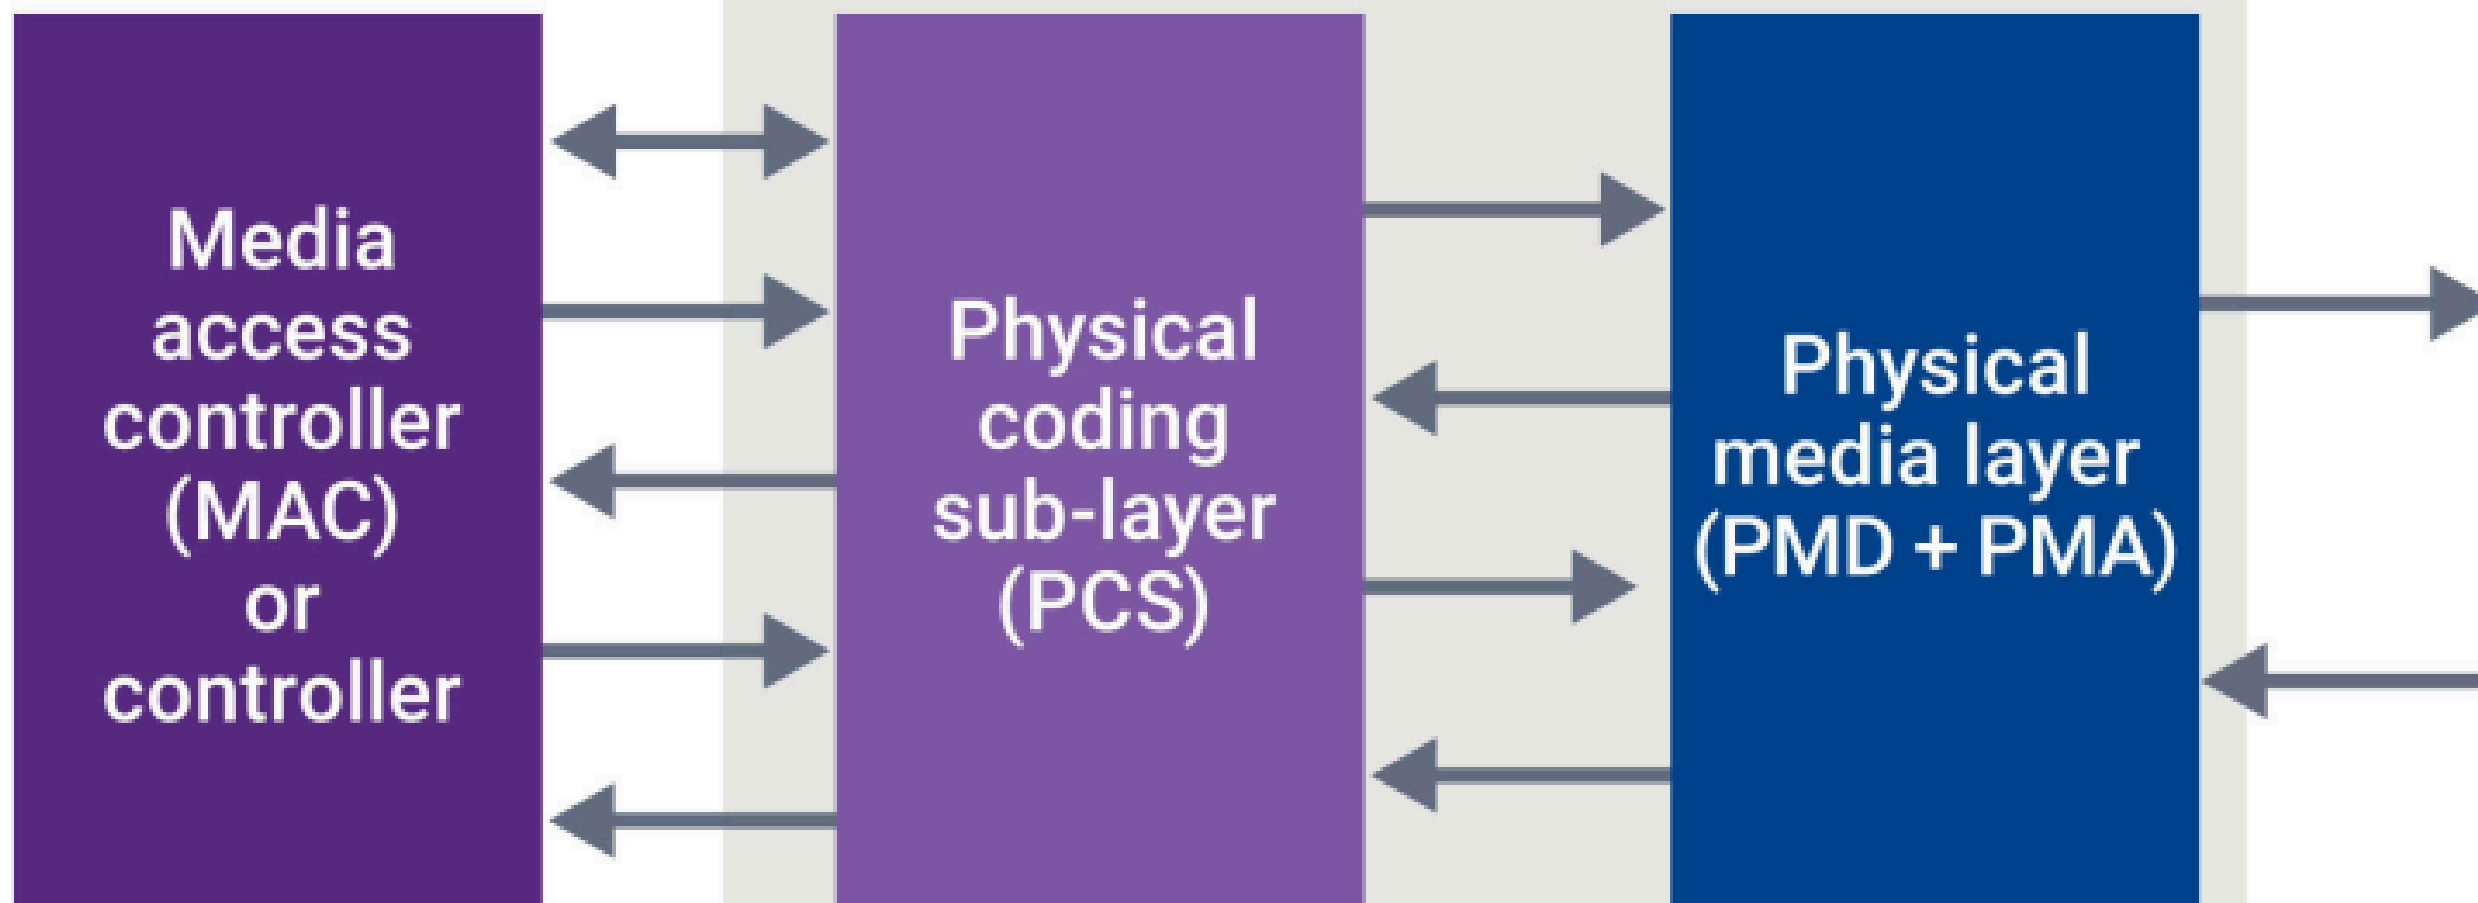 Media
access
controller
(MAC)
or
controller
Physical
coding
sub-layer
(PCS)
Physical
media layer
(PMD + PMA)